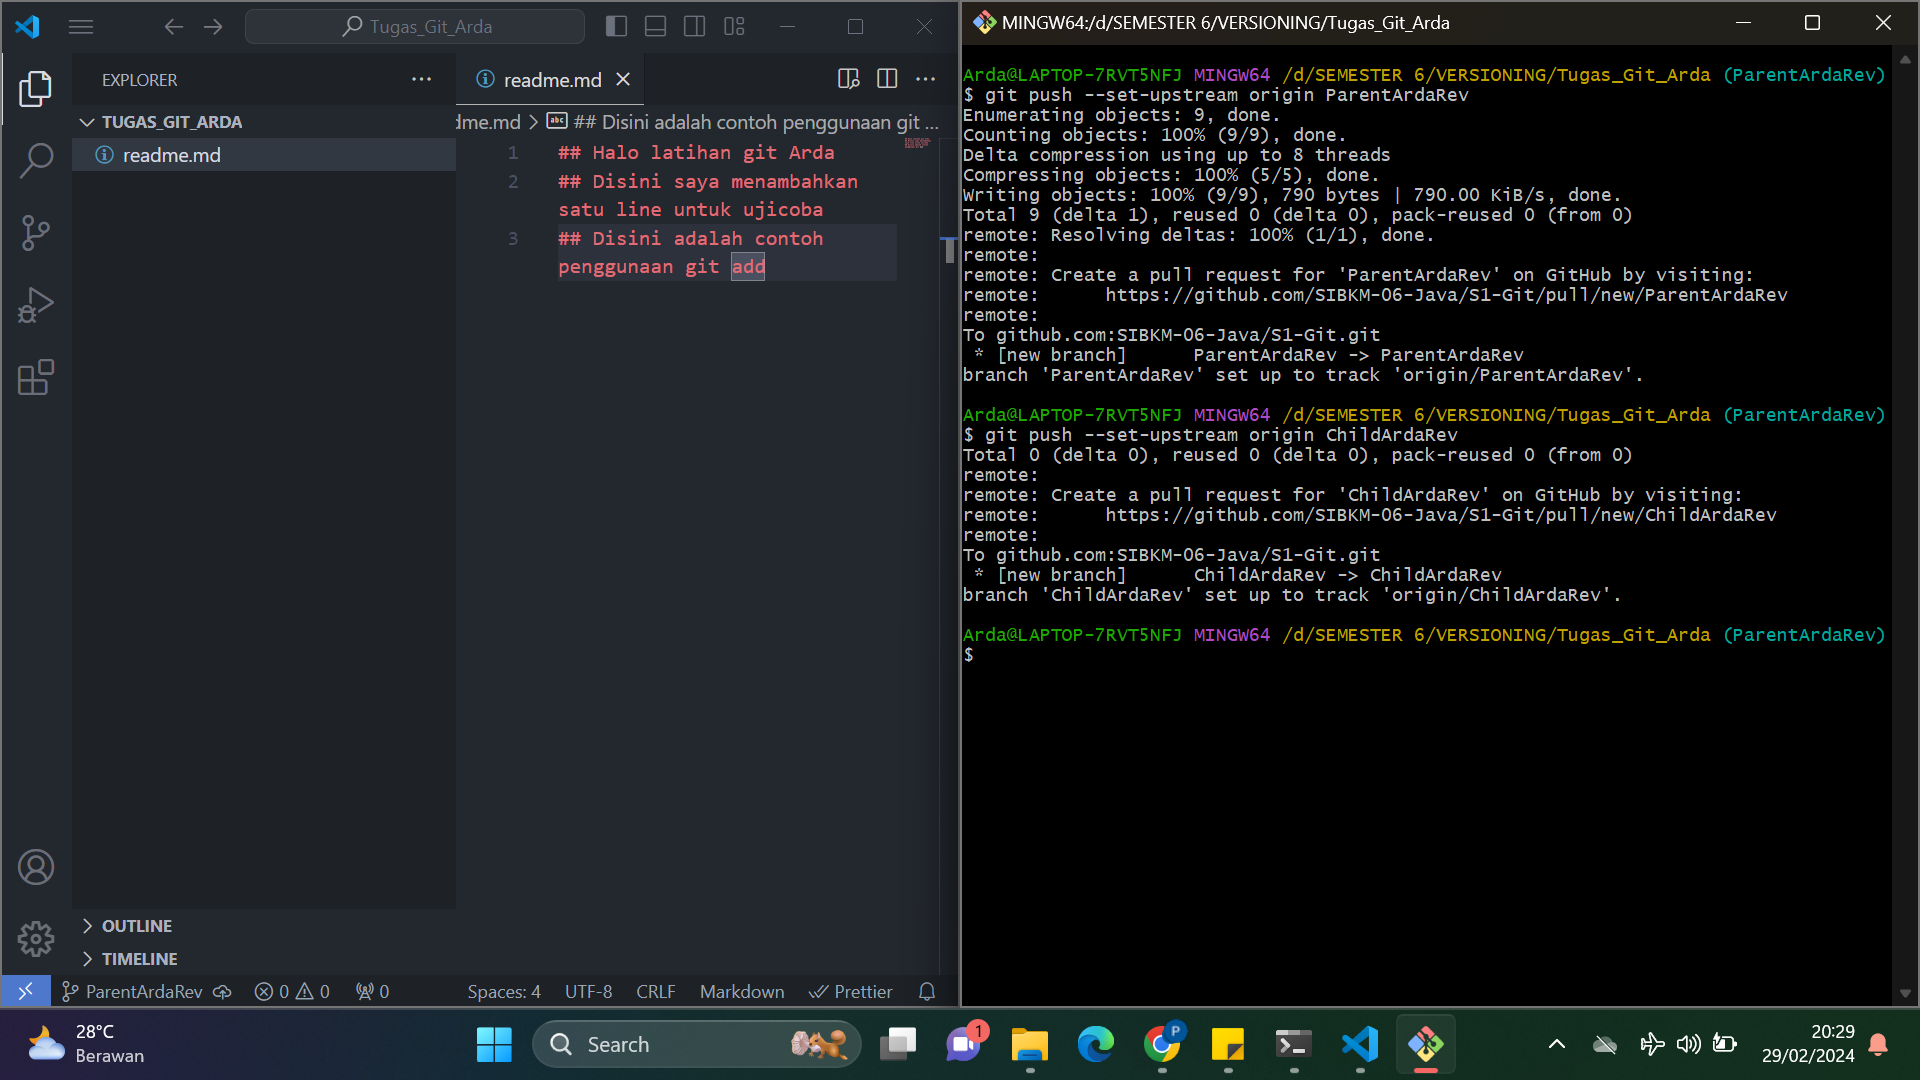 Tugas_Git_Arda
EXPLORER
TUGAS_GIT_ARDA
readme.md
OUTLINE
TIMELINE
readme.md
dme.md > ## Disini adalah contoh penggunaan git ...
1 ## Halo latihan git Arda
2 ## Disini saya menambahkan
satu line untuk ujicoba
3 ## Disini adalah contoh
penggunaan git add
ParentArdaRev 0 0 0 Spaces: 4 UTF-8 CRLF Markdown Prettier
MINGW64:/d/SEMESTER 6/VERSIONING/Tugas_Git_Arda
Arda@LAPTOP-7RVT5NFJ MINGW64 /d/SEMESTER 6/VERSIONING/Tugas_Git_Arda (ParentArdaRev)
$ git push --set-upstream origin ParentArdaRev
Enumerating objects: 9, done.
Counting objects: 100% (9/9), done.
Delta compression using up to 8 threads
Compressing objects: 100% (5/5), done.
Writing objects: 100% (9/9), 790 bytes | 790.00 KiB/s, done.
Total 9 (delta 1), reused 0 (delta 0), pack-reused 0 (from 0)
remote: Resolving deltas: 100% (1/1), done.
remote:
remote: Create a pull request for 'ParentArdaRev' on GitHub by visiting:
remote:      https://github.com/SIBKM-06-Java/S1-Git/pull/new/ParentArdaRev
remote:
To github.com:SIBKM-06-Java/S1-Git.git
 * [new branch]      ParentArdaRev -> ParentArdaRev
branch 'ParentArdaRev' set up to track 'origin/ParentArdaRev'.
Arda@LAPTOP-7RVT5NFJ MINGW64 /d/SEMESTER 6/VERSIONING/Tugas_Git_Arda (ParentArdaRev)
$ git push --set-upstream origin ChildArdaRev
Total 0 (delta 0), reused 0 (delta 0), pack-reused 0 (from 0)
remote:
remote: Create a pull request for 'ChildArdaRev' on GitHub by visiting:
remote:      https://github.com/SIBKM-06-Java/S1-Git/pull/new/ChildArdaRev
remote:
To github.com:SIBKM-06-Java/S1-Git.git
 * [new branch]      ChildArdaRev -> ChildArdaRev
branch 'ChildArdaRev' set up to track 'origin/ChildArdaRev'.
Arda@LAPTOP-7RVT5NFJ MINGW64 /d/SEMESTER 6/VERSIONING/Tugas_Git_Arda (ParentArdaRev)
$
28°C
Berawan
Search
1
P
20:29
29/02/2024